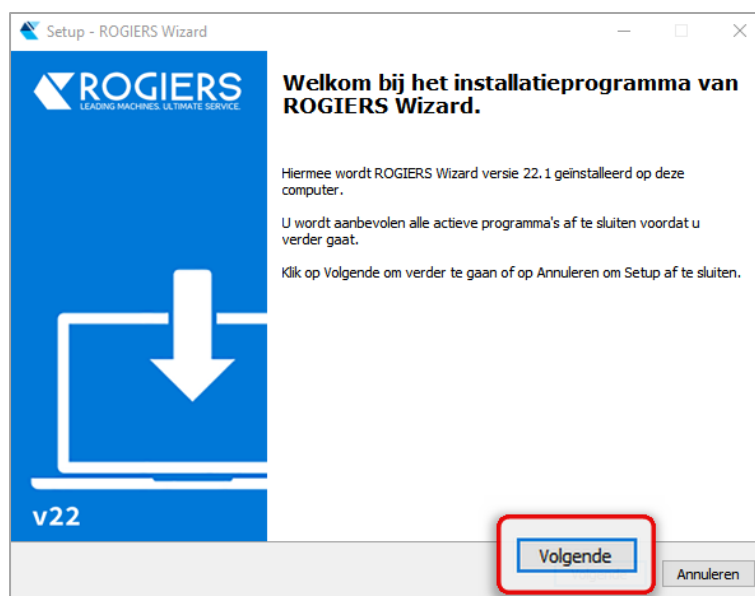 Setup - ROGIERS Wizard
ROGIERS
LEADING MACHINES. ULTIMATE SERVICE.
Welkom bij het installatieprogramma van
ROGIERS Wizard.
Hiermee wordt ROGIERS Wizard versie 22.1 geïnstalleerd op deze
computer.
U wordt aanbevolen alle actieve programma's af te sluiten voordat u
verder gaat.
Klik op Volgende om verder te gaan of op Annuleren om Setup af te sluiten.
v22
Volgende
Annuleren